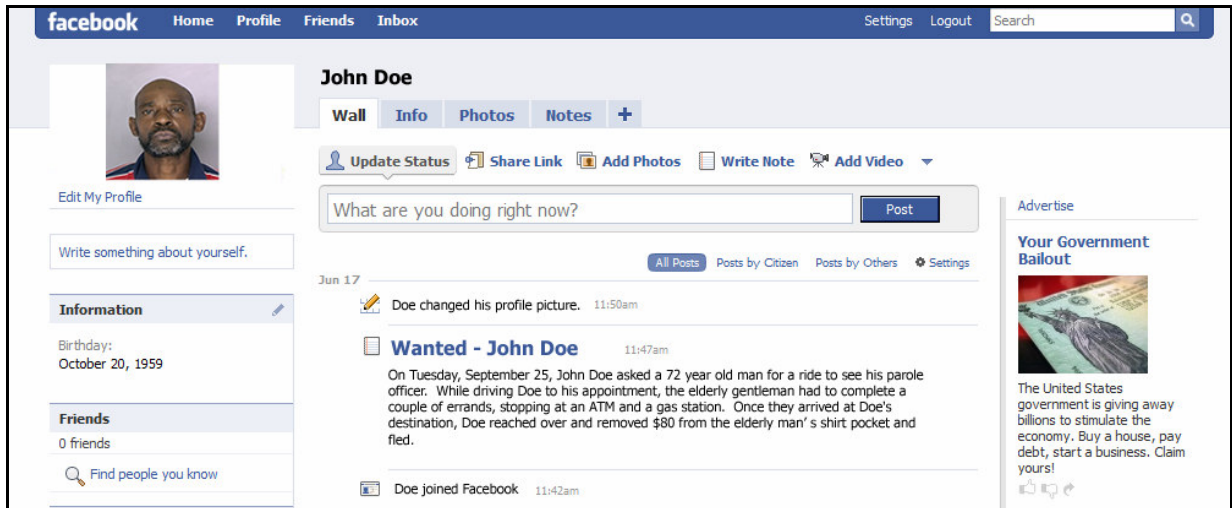 facebook Home Profile Friends Inbox Settings Logout Search
John Doe
Wall Info Photos Notes +
Update Status Share Link Add Photos Write Note Add Video
Edit My Profile
What are you doing right now? Post
Write something about yourself.
All Posts Posts by Citizen Posts by Others Settings
Information
Birthday:
October 20, 1959
Friends
0 friends
Find people you know
Jun 17
Doe changed his profile picture. 11:50am
Wanted - John Doe 11:47am
On Tuesday, September 25, John Doe asked a 72 year old man for a ride to see his parole
officer. While driving Doe to his appointment, the elderly gentleman had to complete a
couple of errands, stopping at an ATM and a gas station. Once they arrived at Doe's
destination, Doe reached over and removed $80 from the elderly man' s shirt pocket and
fled.
Doe joined Facebook 11:42am
Advertise
Your Government
Bailout
The United States
government is giving away
billions to stimulate the
economy. Buy a house, pay
debt, start a business. Claim
yours!